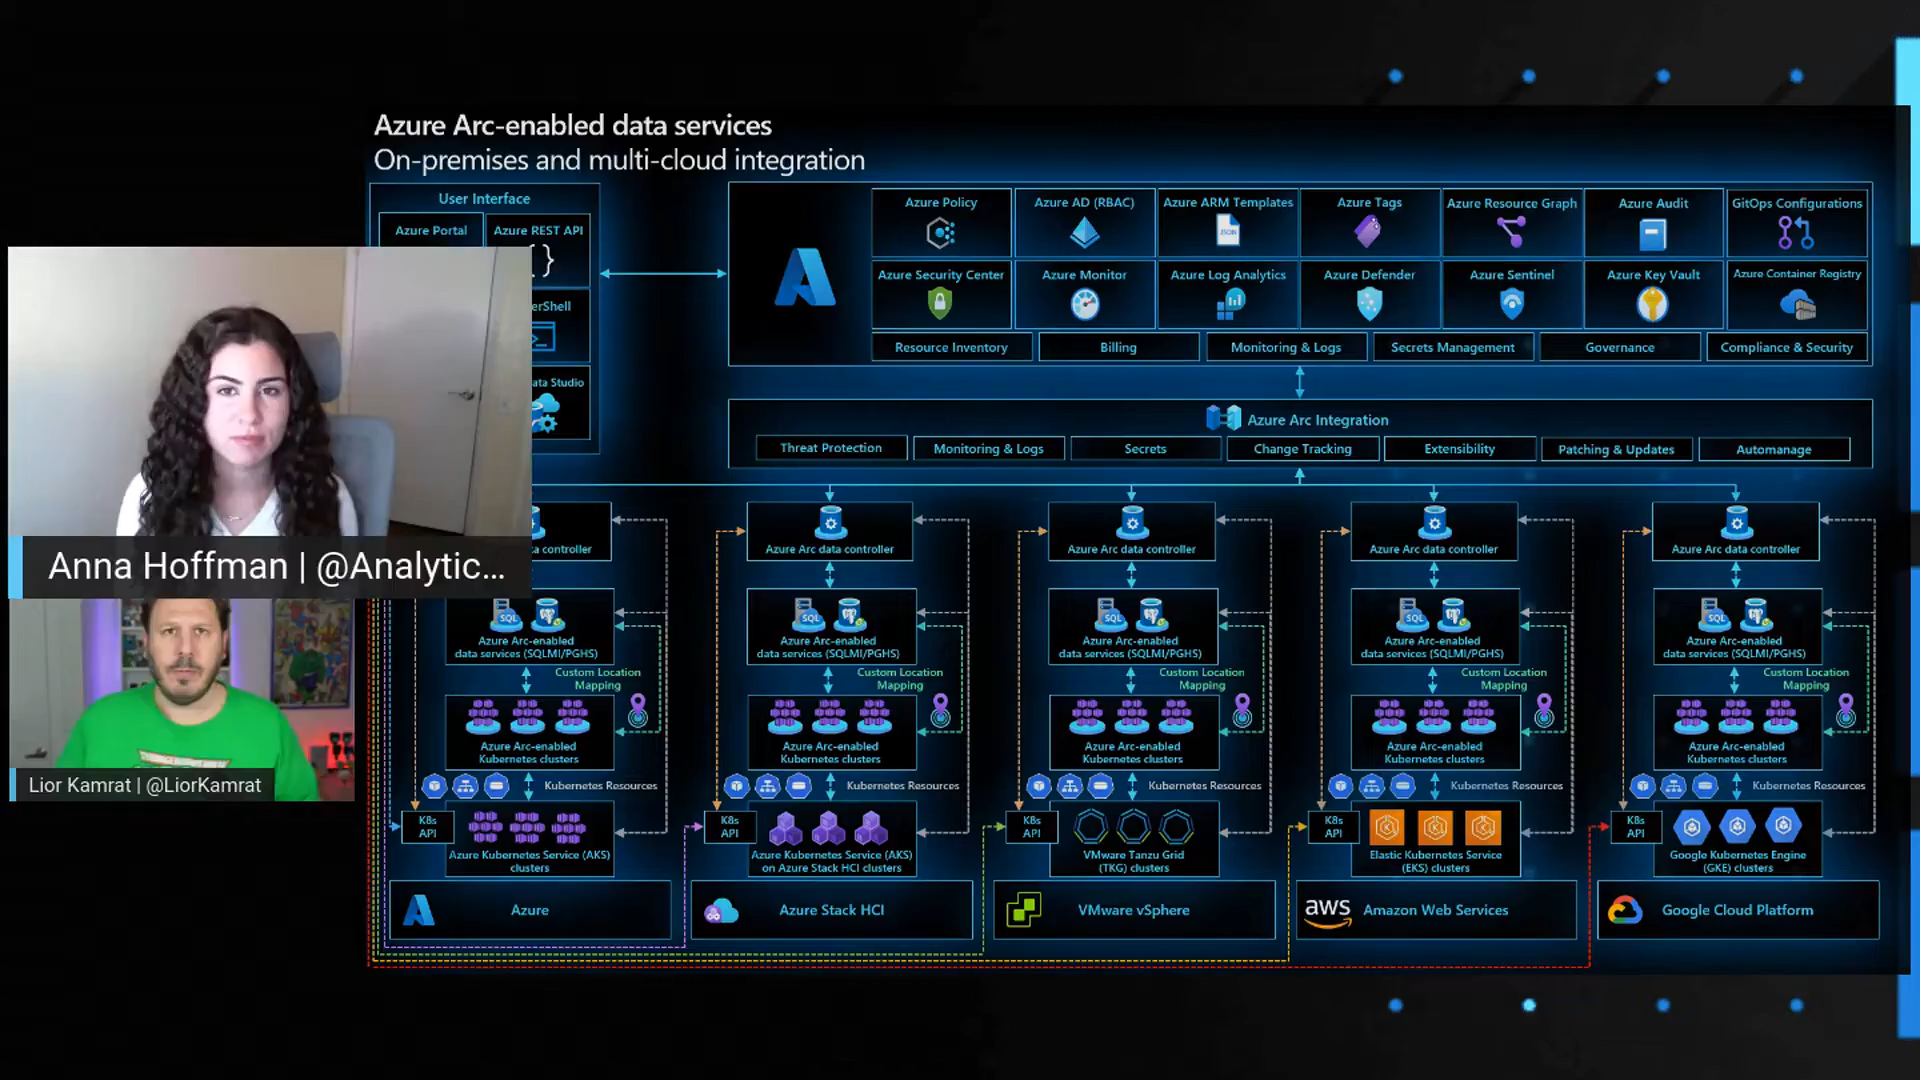 Azure Arc-enabled data services
On-premises and multi-cloud integration
User Interface
Azure Portal
Azure REST API
{ }
erShell
ata Studio
Azure Policy
Azure AD (RBAC)
Azure ARM Templates
JSON
Azure Tags
Azure Resource Graph
Azure Audit
GitOps Configurations
Azure Security Center
Azure Monitor
Azure Log Analytics
Azure Defender
Azure Sentinel
Azure Key Vault
Azure Container Registry
Resource Inventory
Billing
Monitoring & Logs
Secrets Management
Governance
Compliance & Security
Azure Arc Integration
Threat Protection
Monitoring & Logs
Secrets
Change Tracking
Extensibility
Patching & Updates
Automanage
Anna Hoffman | @Analytic...
Lior Kamrat | @LiorKamrat
a controller
SQL
Azure Arc-enabled
data services (SQLMI/PGHS)
Custom Location
Mapping
Azure Arc-enabled
Kubernetes clusters
Kubernetes Resources
K8s
API
Azure Kubernetes Service (AKS)
clusters
Azure
Azure Arc data controller
SQL
Azure Arc-enabled
data services (SQLMI/PGHS)
Custom Location
Mapping
Azure Arc-enabled
Kubernetes clusters
Kubernetes Resources
K8s
API
Azure Kubernetes Service (AKS)
on Azure Stack HCI clusters
Azure Stack HCI
Azure Arc data controller
SQL
Azure Arc-enabled
data services (SQLMI/PGHS)
Custom Location
Mapping
Azure Arc-enabled
Kubernetes clusters
Kubernetes Resources
K8s
API
VMware Tanzu Grid
(TKG) clusters
VMware vSphere
Azure Arc data controller
SQL
Azure Arc-enabled
data services (SQLMI/PGHS)
Custom Location
Mapping
Azure Arc-enabled
Kubernetes clusters
Kubernetes Resources
K8s
API
Elastic Kubernetes Service
(EKS) clusters
aws
Amazon Web Services
Azure Arc data controller
SQL
Azure Arc-enabled
data services (SQLMI/PGHS)
Custom Location
Mapping
Azure Arc-enabled
Kubernetes clusters
Kubernetes Resources
K8s
API
Google Kubernetes Engine
(GKE) clusters
Google Cloud Platform